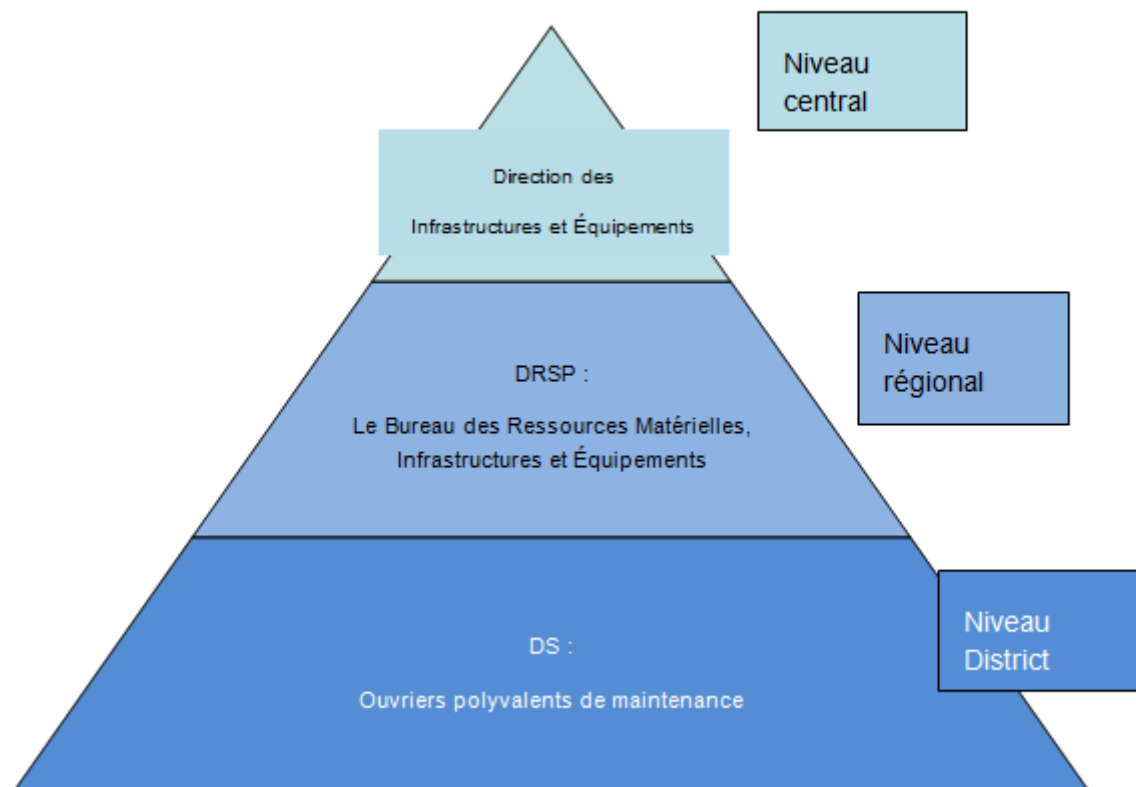 Niveau
central
Direction des
Infrastructures et Équipements
Niveau
régional
DRSP :
Le Bureau des Ressources Matérielles,
Infrastructures et Équipements
Niveau
District
DS :
Ouvriers polyvalents de maintenance